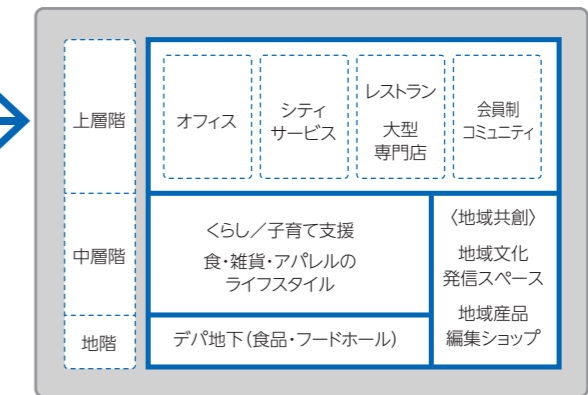 上層階
オフィス
シティ
サービス
レストラン
大型
専門店
会員制
コミュニティ
中層階
くらし／子育て支援
食・雑貨・アパレルの
ライフスタイル
〈地域共創〉
地域文化
発信スペース
地域産品
編集ショップ
地階
デパ地下（食品・フードホール）